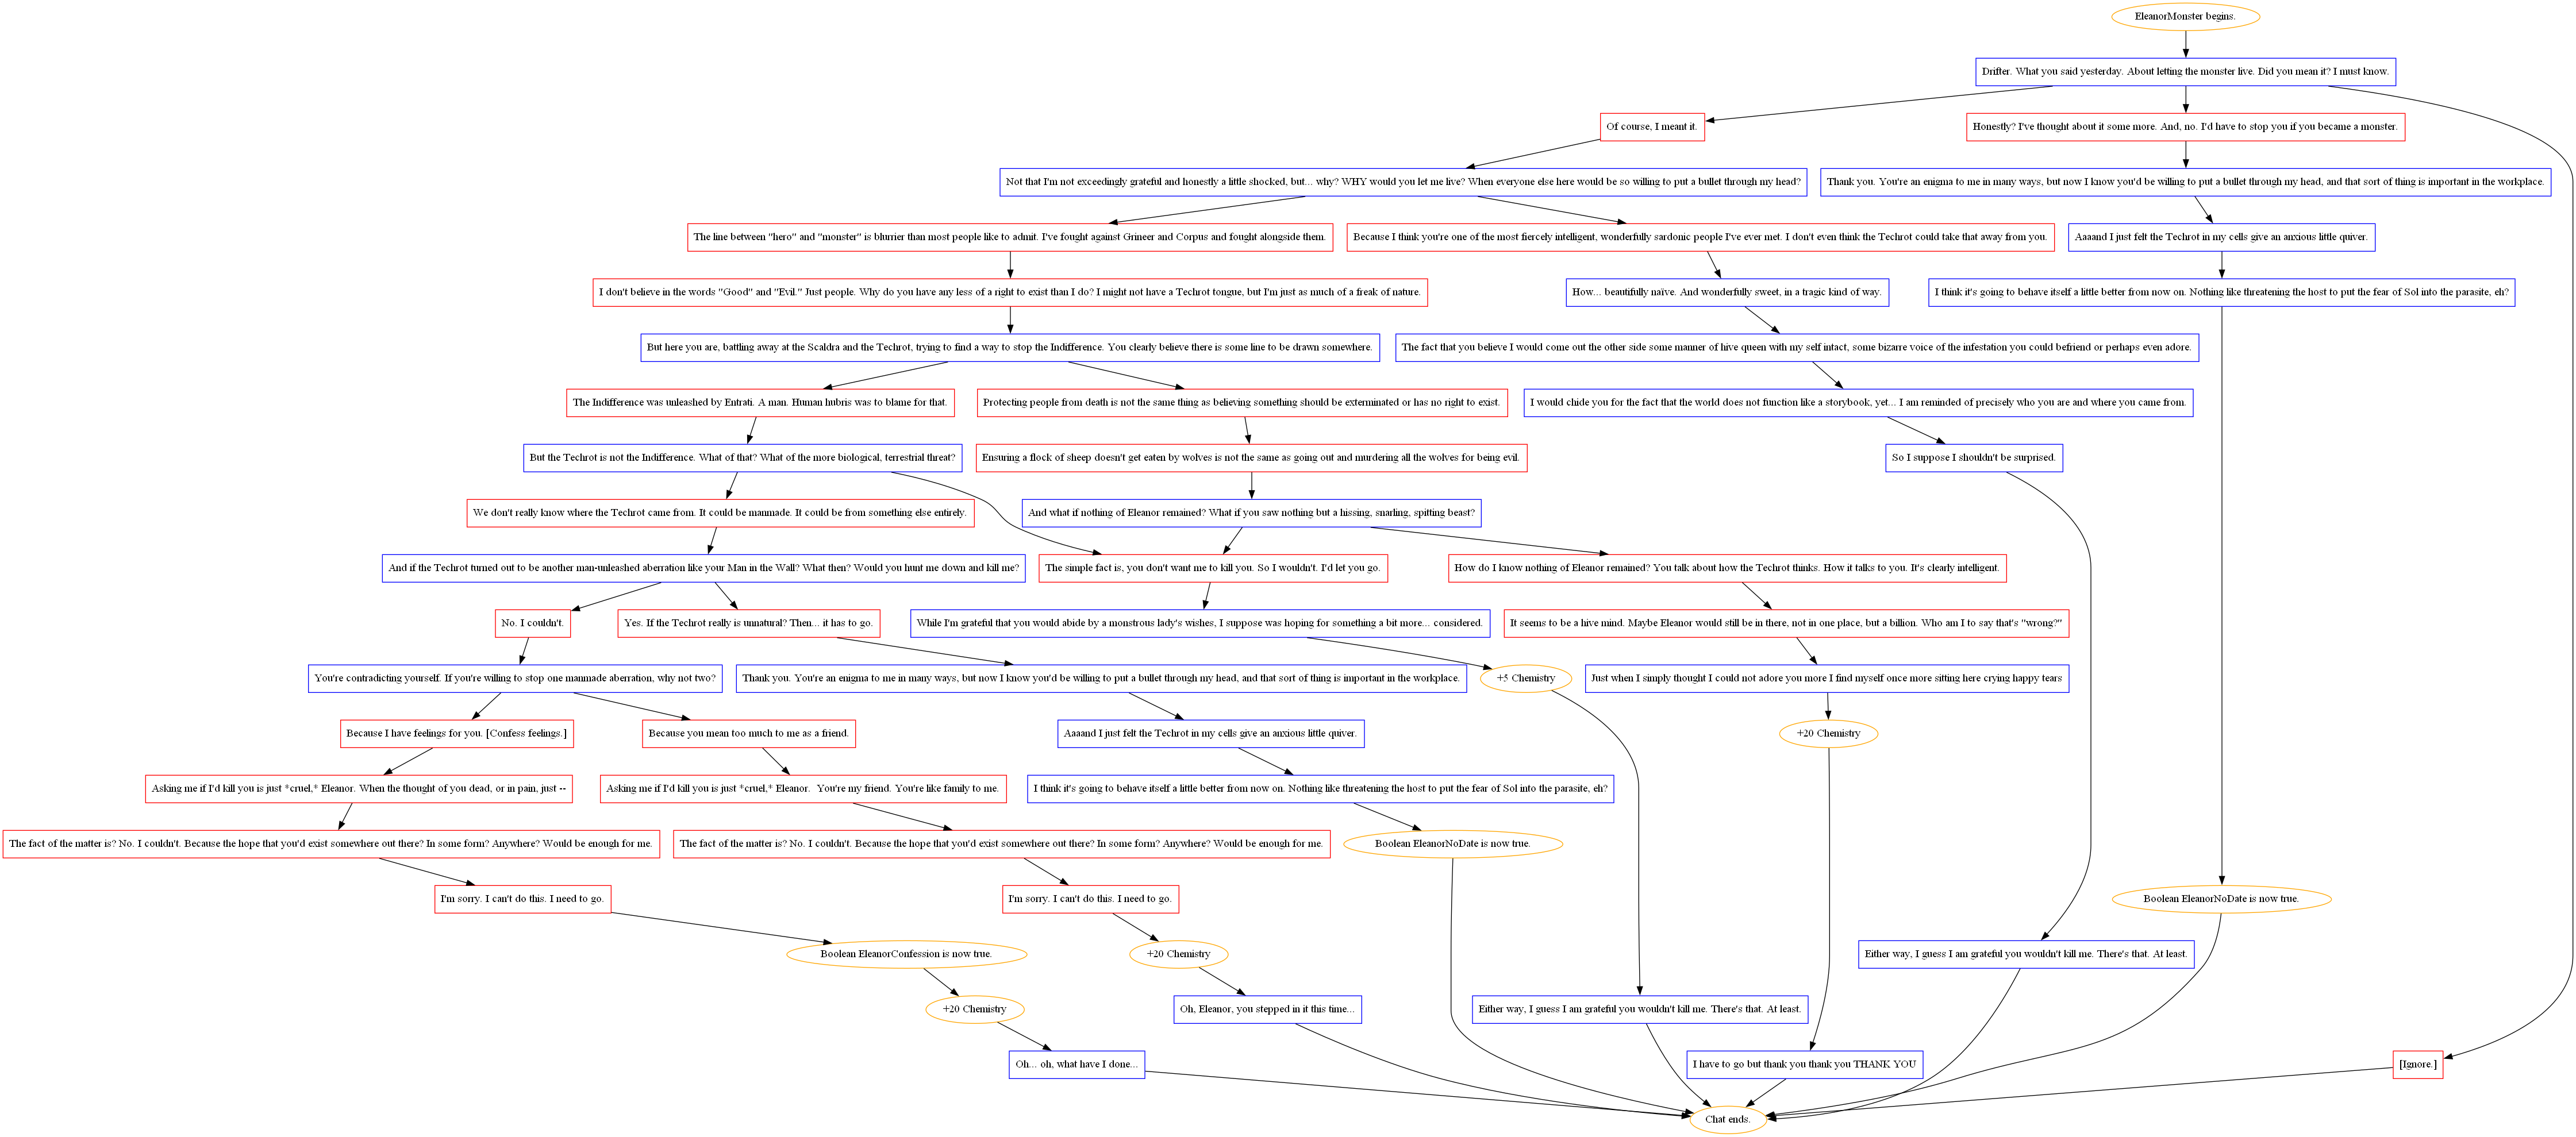 EleanorMonster begins.
Drifter. What you said yesterday. About letting the monster live. Did you mean it? I must know.
Of course, I meant it.
Honestly? I've thought about it some more. And, no. I'd have to stop you if you became a monster.
Not that I'm not exceedingly grateful and honestly a little shocked, but... why? WHY would you let me live? When everyone else here would be so willing to put a bullet through my head?
Thank you. You're an enigma to me in many ways, but now I know you'd be willing to put a bullet through my head, and that sort of thing is important in the workplace.
The line between "hero" and "monster" is blurrier than most people like to admit. I've fought against Grineer and Corpus and fought alongside them.
Because I think you're one of the most fiercely intelligent, wonderfully sardonic people I've ever met. I don't even think the Techrot could take that away from you.
Aaaand I just felt the Techrot in my cells give an anxious little quiver.
I don't believe in the words "Good" and "Evil." Just people. Why do you have any less of a right to exist than I do? I might not have a Techrot tongue, but I'm just as much of a freak of nature.
How... beautifully naïve. And wonderfully sweet, in a tragic kind of way.
I think it's going to behave itself a little better from now on. Nothing like threatening the host to put the fear of Sol into the parasite, eh?
But here you are, battling away at the Scaldra and the Techrot, trying to find a way to stop the Indifference. You clearly believe there is some line to be drawn somewhere.
The fact that you believe I would come out the other side some manner of hive queen with my self intact, some bizarre voice of the infestation you could befriend or perhaps even adore.
The Indifference was unleashed by Entrati. A man. Human hubris was to blame for that.
Protecting people from death is not the same thing as believing something should be exterminated or has no right to exist.
I would chide you for the fact that the world does not function like a storybook, yet... I am reminded of precisely who you are and where you came from.
But the Techrot is not the Indifference. What of that? What of the more biological, terrestrial threat?
Ensuring a flock of sheep doesn't get eaten by wolves is not the same as going out and murdering all the wolves for being evil.
So I suppose I shouldn't be surprised.
We don't really know where the Techrot came from. It could be manmade. It could be from something else entirely.
And what if nothing of Eleanor remained? What if you saw nothing but a hissing, snarling, spitting beast?
And if the Techrot turned out to be another man-unleashed aberration like your Man in the Wall? What then? Would you hunt me down and kill me?
The simple fact is, you don't want me to kill you. So I wouldn't. I'd let you go.
How do I know nothing of Eleanor remained? You talk about how the Techrot thinks. How it talks to you. It's clearly intelligent.
No. I couldn't.
Yes. If the Techrot really is unnatural? Then... it has to go.
While I'm grateful that you would abide by a monstrous lady's wishes, I suppose was hoping for something a bit more... considered.
It seems to be a hive mind. Maybe Eleanor would still be in there, not in one place, but a billion. Who am I to say that's "wrong?"
You're contradicting yourself. If you're willing to stop one manmade aberration, why not two?
Thank you. You're an enigma to me in many ways, but now I know you'd be willing to put a bullet through my head, and that sort of thing is important in the workplace.
+5 Chemistry
Just when I simply thought I could not adore you more I find myself once more sitting here crying happy tears
Because I have feelings for you. [Confess feelings.]
Because you mean too much to me as a friend.
Aaaand I just felt the Techrot in my cells give an anxious little quiver.
+20 Chemistry
Asking me if I'd kill you is just *cruel,* Eleanor. When the thought of you dead, or in pain, just --
Asking me if I'd kill you is just *cruel,* Eleanor.  You're my friend. You're like family to me.
I think it's going to behave itself a little better from now on. Nothing like threatening the host to put the fear of Sol into the parasite, eh?
The fact of the matter is? No. I couldn't. Because the hope that you'd exist somewhere out there? In some form? Anywhere? Would be enough for me.
The fact of the matter is? No. I couldn't. Because the hope that you'd exist somewhere out there? In some form? Anywhere? Would be enough for me.
Boolean EleanorNoDate is now true.
I'm sorry. I can't do this. I need to go.
I'm sorry. I can't do this. I need to go.
Boolean EleanorNoDate is now true.
Boolean EleanorConfession is now true.
+20 Chemistry
Either way, I guess I am grateful you wouldn't kill me. There's that. At least.
+20 Chemistry
Oh, Eleanor, you stepped in it this time...
Either way, I guess I am grateful you wouldn't kill me. There's that. At least.
Oh... oh, what have I done...
I have to go but thank you thank you THANK YOU
[Ignore.]
Chat ends.